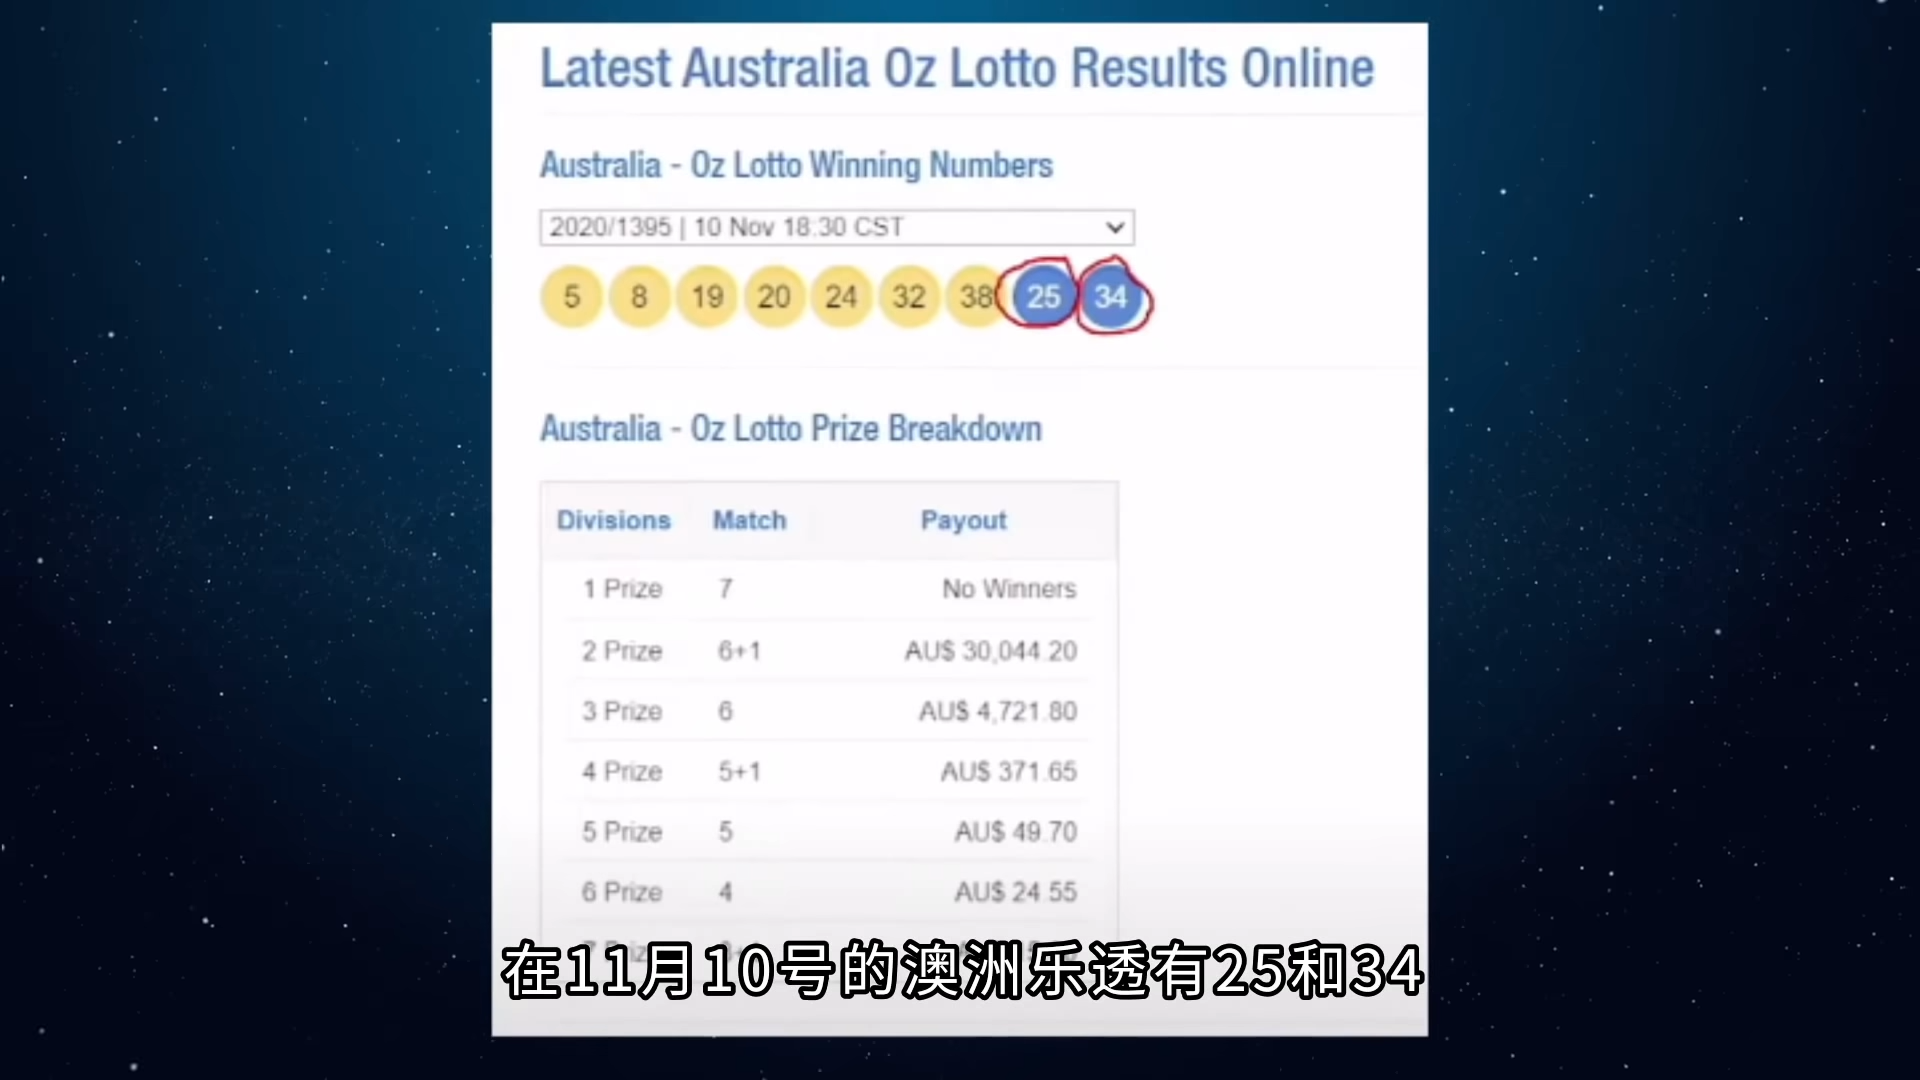 Latest Australia Oz Lotto Results Online
Australia - Oz Lotto Winning Numbers
2020/1395 | 10 Nov 18:30 CST
5 8 19 20 24 32 38 25 34
Australia - Oz Lotto Prize Breakdown
Divisions Match Payout
1 Prize 7 No Winners
2 Prize 6+1 AU$ 30,044.20
3 Prize 6 AU$ 4,721.80
4 Prize 5+1 AU$ 371.65
5 Prize 5 AU$ 49.70
6 Prize 4 AU$ 24.55
在11月10号的澳洲乐透有25和34